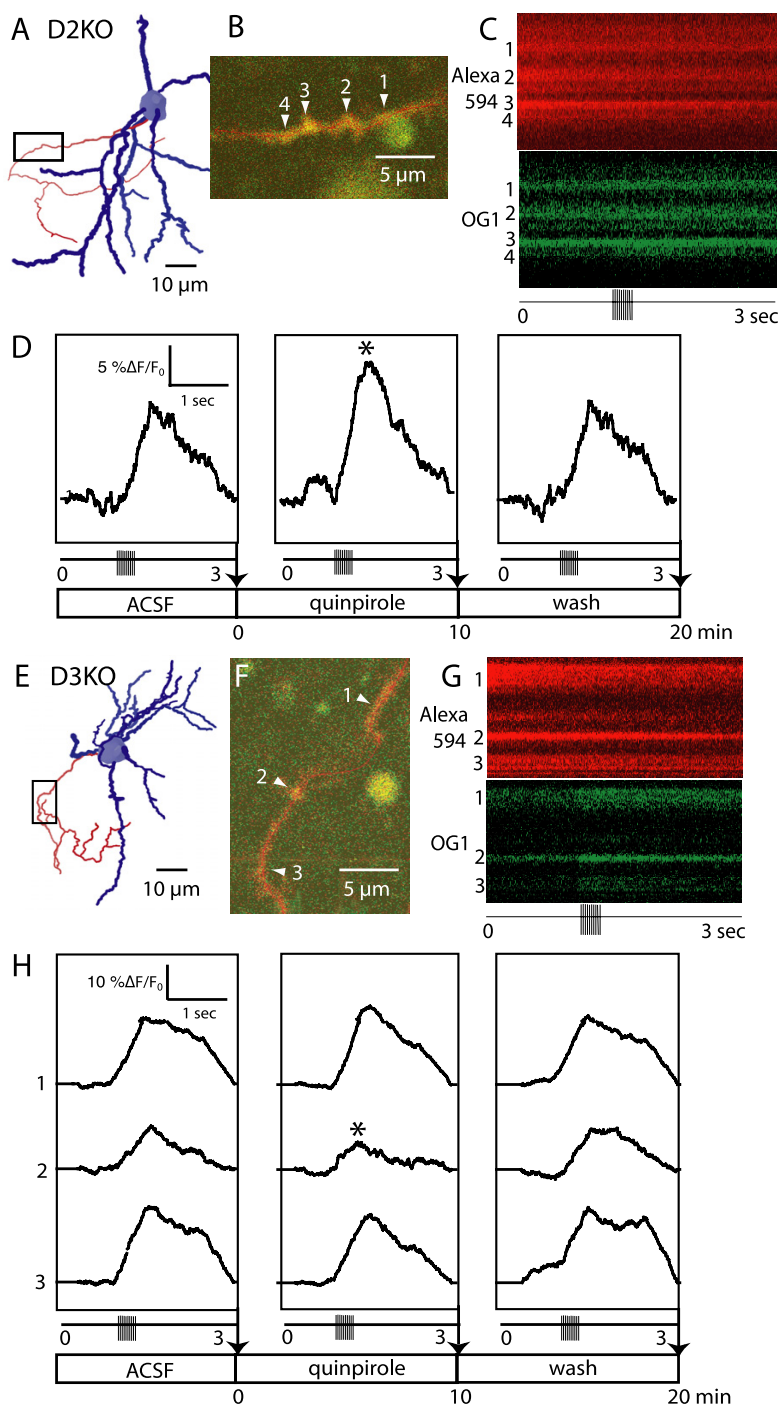 A D2KO
10 µm
B
4 3 2 1
5 µm
C
Alexa
594
1
2
3
4
OG1
1
2
3
4
0 3 sec
D
5 %ΔF/F0
1 sec
*
0 3
0 3
0 3
ACSF quinpirole wash
0 10 20 min
E D3KO
10 µm
F
1
2
3
5 µm
G
Alexa
594
1
2
3
OG1
1
2
3
0 3 sec
H
10 %ΔF/F0
1 sec
1
2
*
3
0 3
0 3
0 3
ACSF quinpirole wash
0 10 20 min